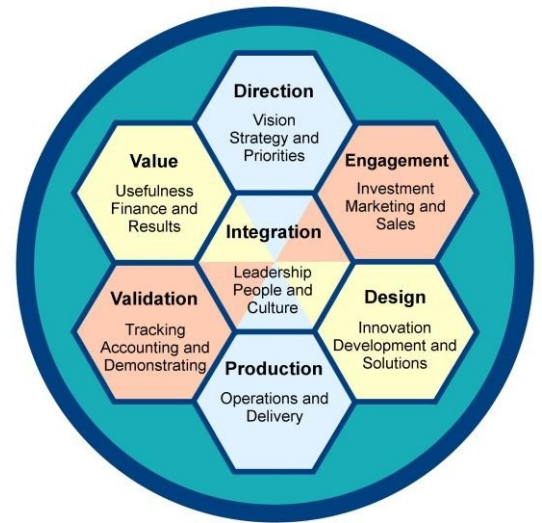 Direction
Vision
Strategy and
Priorities
Value
Usefulness
Finance and
Results
Engagement
Investment
Marketing and
Sales
Integration
Leadership
People and
Culture
Validation
Tracking
Accounting and
Demonstrating
Design
Innovation
Development and
Solutions
Production
Operations and
Delivery